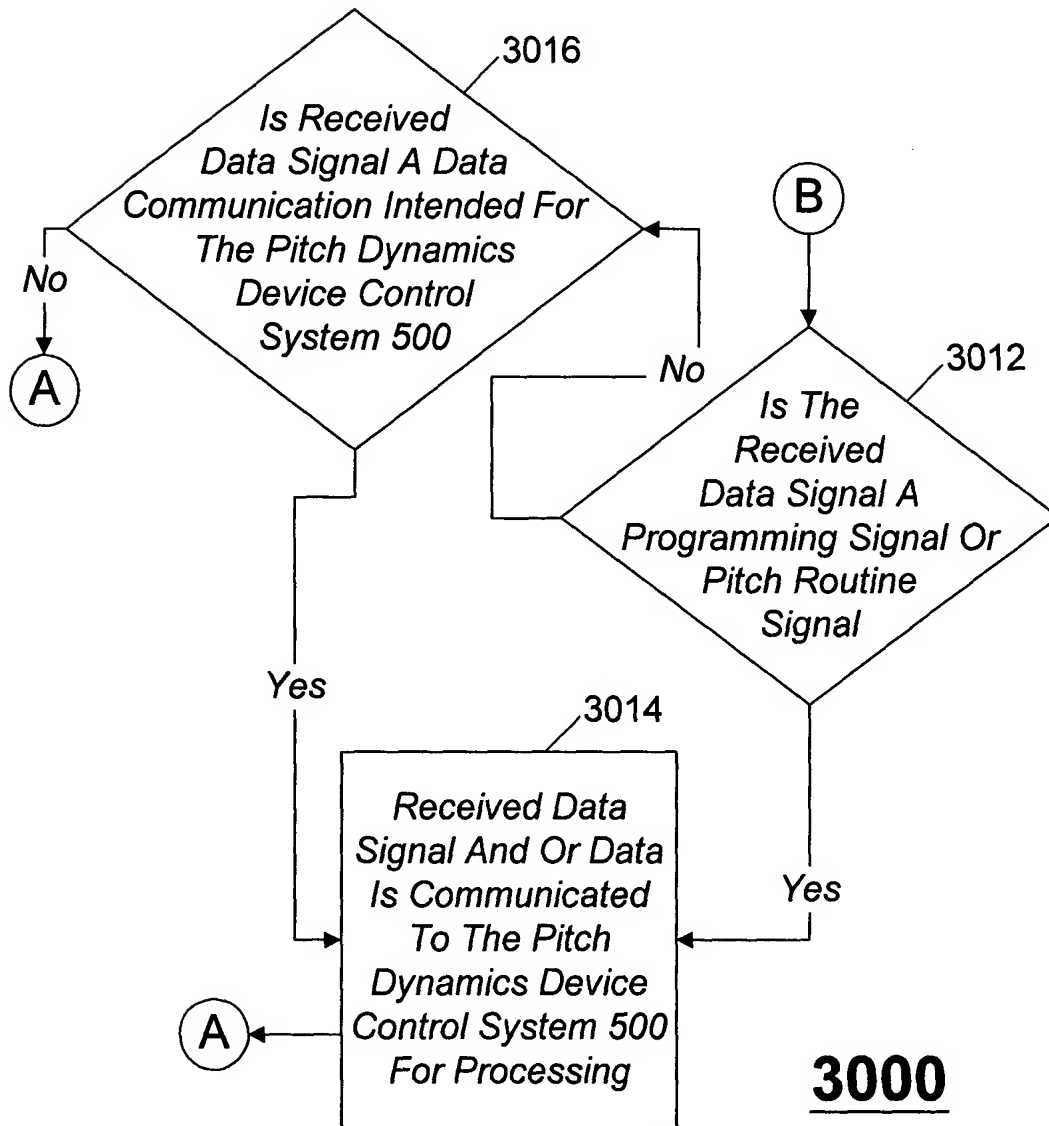 3016
Is Received
Data Signal A Data
Communication Intended For
The Pitch Dynamics
Device Control
System 500
No
A
B
No
3012
Is The
Received
Data Signal A
Programming Signal Or
Pitch Routine
Signal
Yes
Yes
3014
Received Data
Signal And Or Data
Is Communicated
To The Pitch
Dynamics Device
Control System 500
For Processing
A
3000